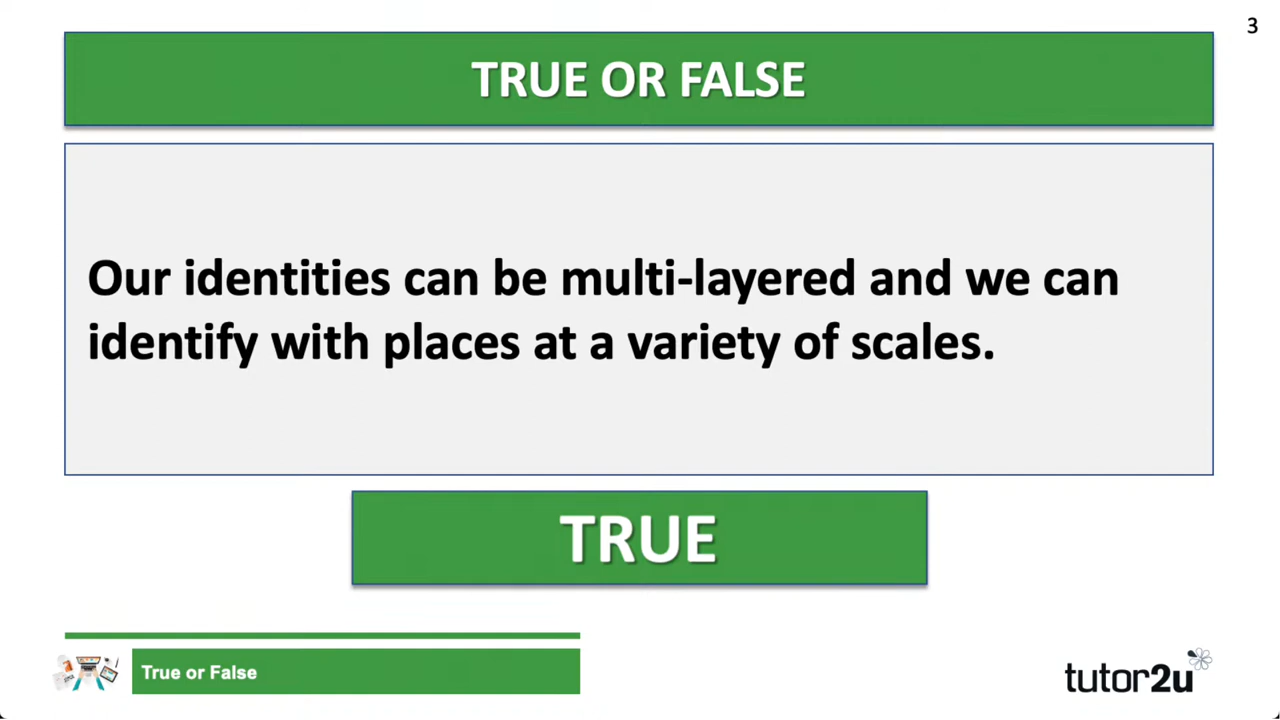 3
TRUE OR FALSE
Our identities can be multi-layered and we can
identify with places at a variety of scales.
TRUE
True or False
tutor2u